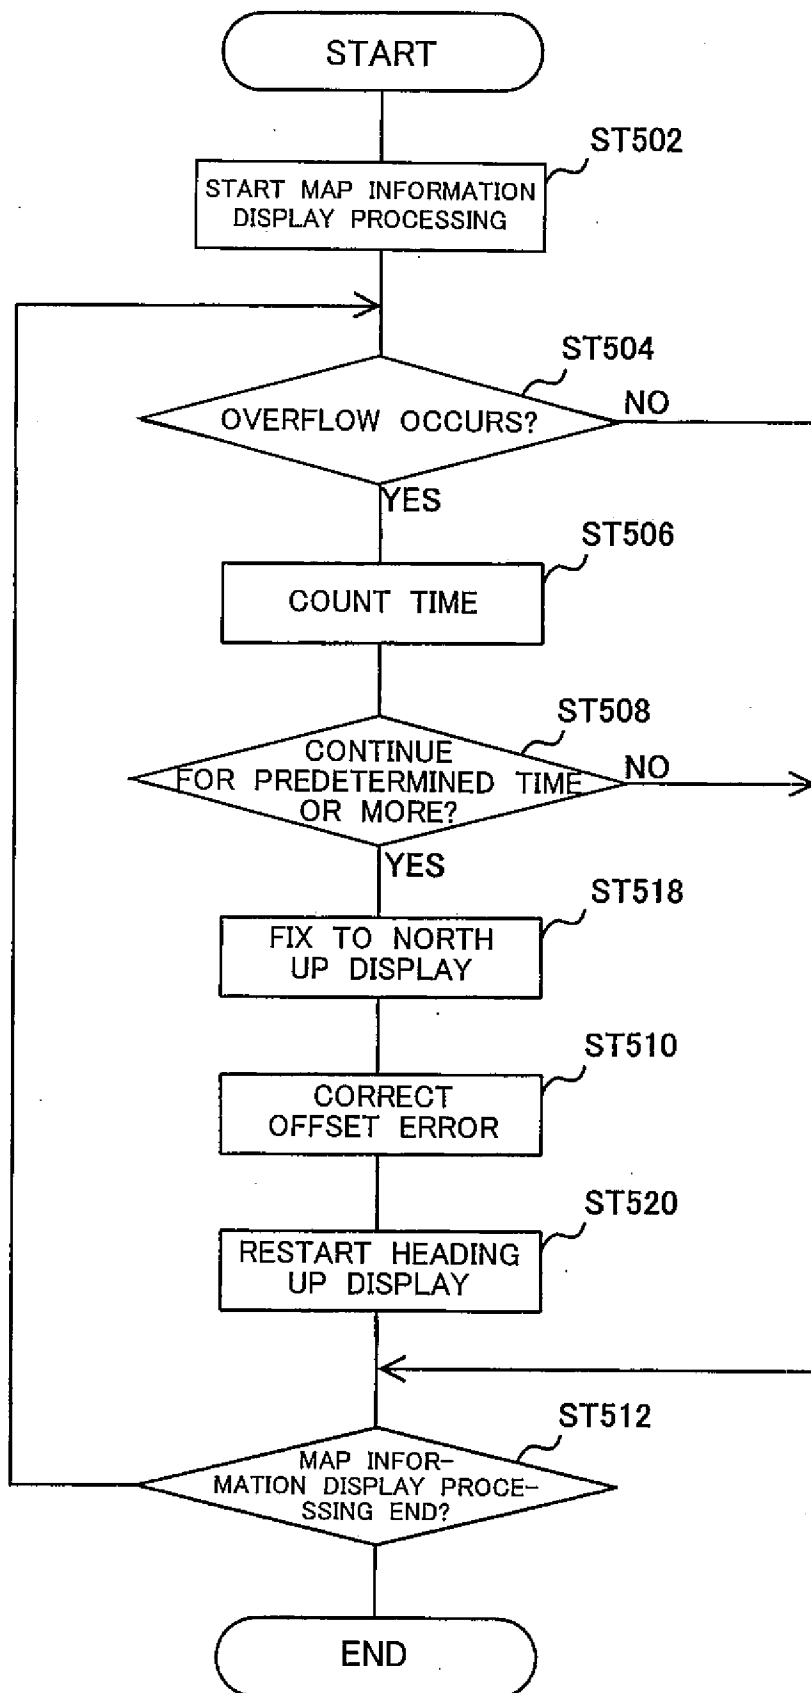 START
ST502
START MAP INFORMATION
DISPLAY PROCESSING
ST504
OVERFLOW OCCURS?
NO
YES
ST506
COUNT TIME
ST508
CONTINUE
FOR PREDETERMINED TIME
OR MORE?
NO
YES
ST518
FIX TO NORTH
UP DISPLAY
ST510
CORRECT
OFFSET ERROR
ST520
RESTART HEADING
UP DISPLAY
ST512
MAP INFOR-
MATION DISPLAY PROCE-
SSING END?
END